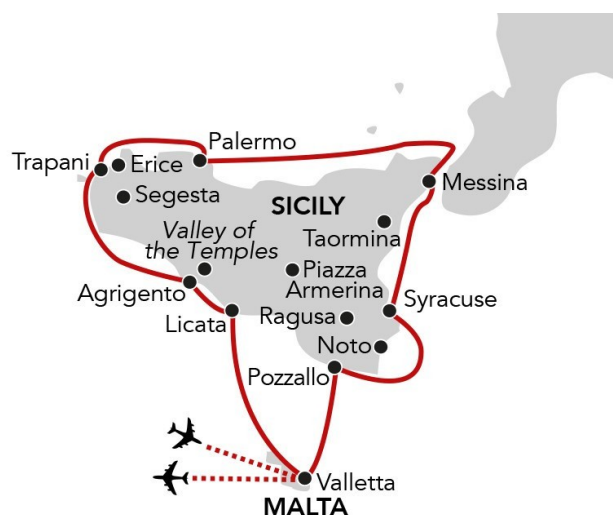 Palermo
Trapani
Erice
Messina
Segesta
SICILY
Valley of
the Temples
Taormina
Piazza
Armerina
Agrigento
Syracuse
Licata
Ragusa
Noto
Pozzallo
Valletta
MALTA